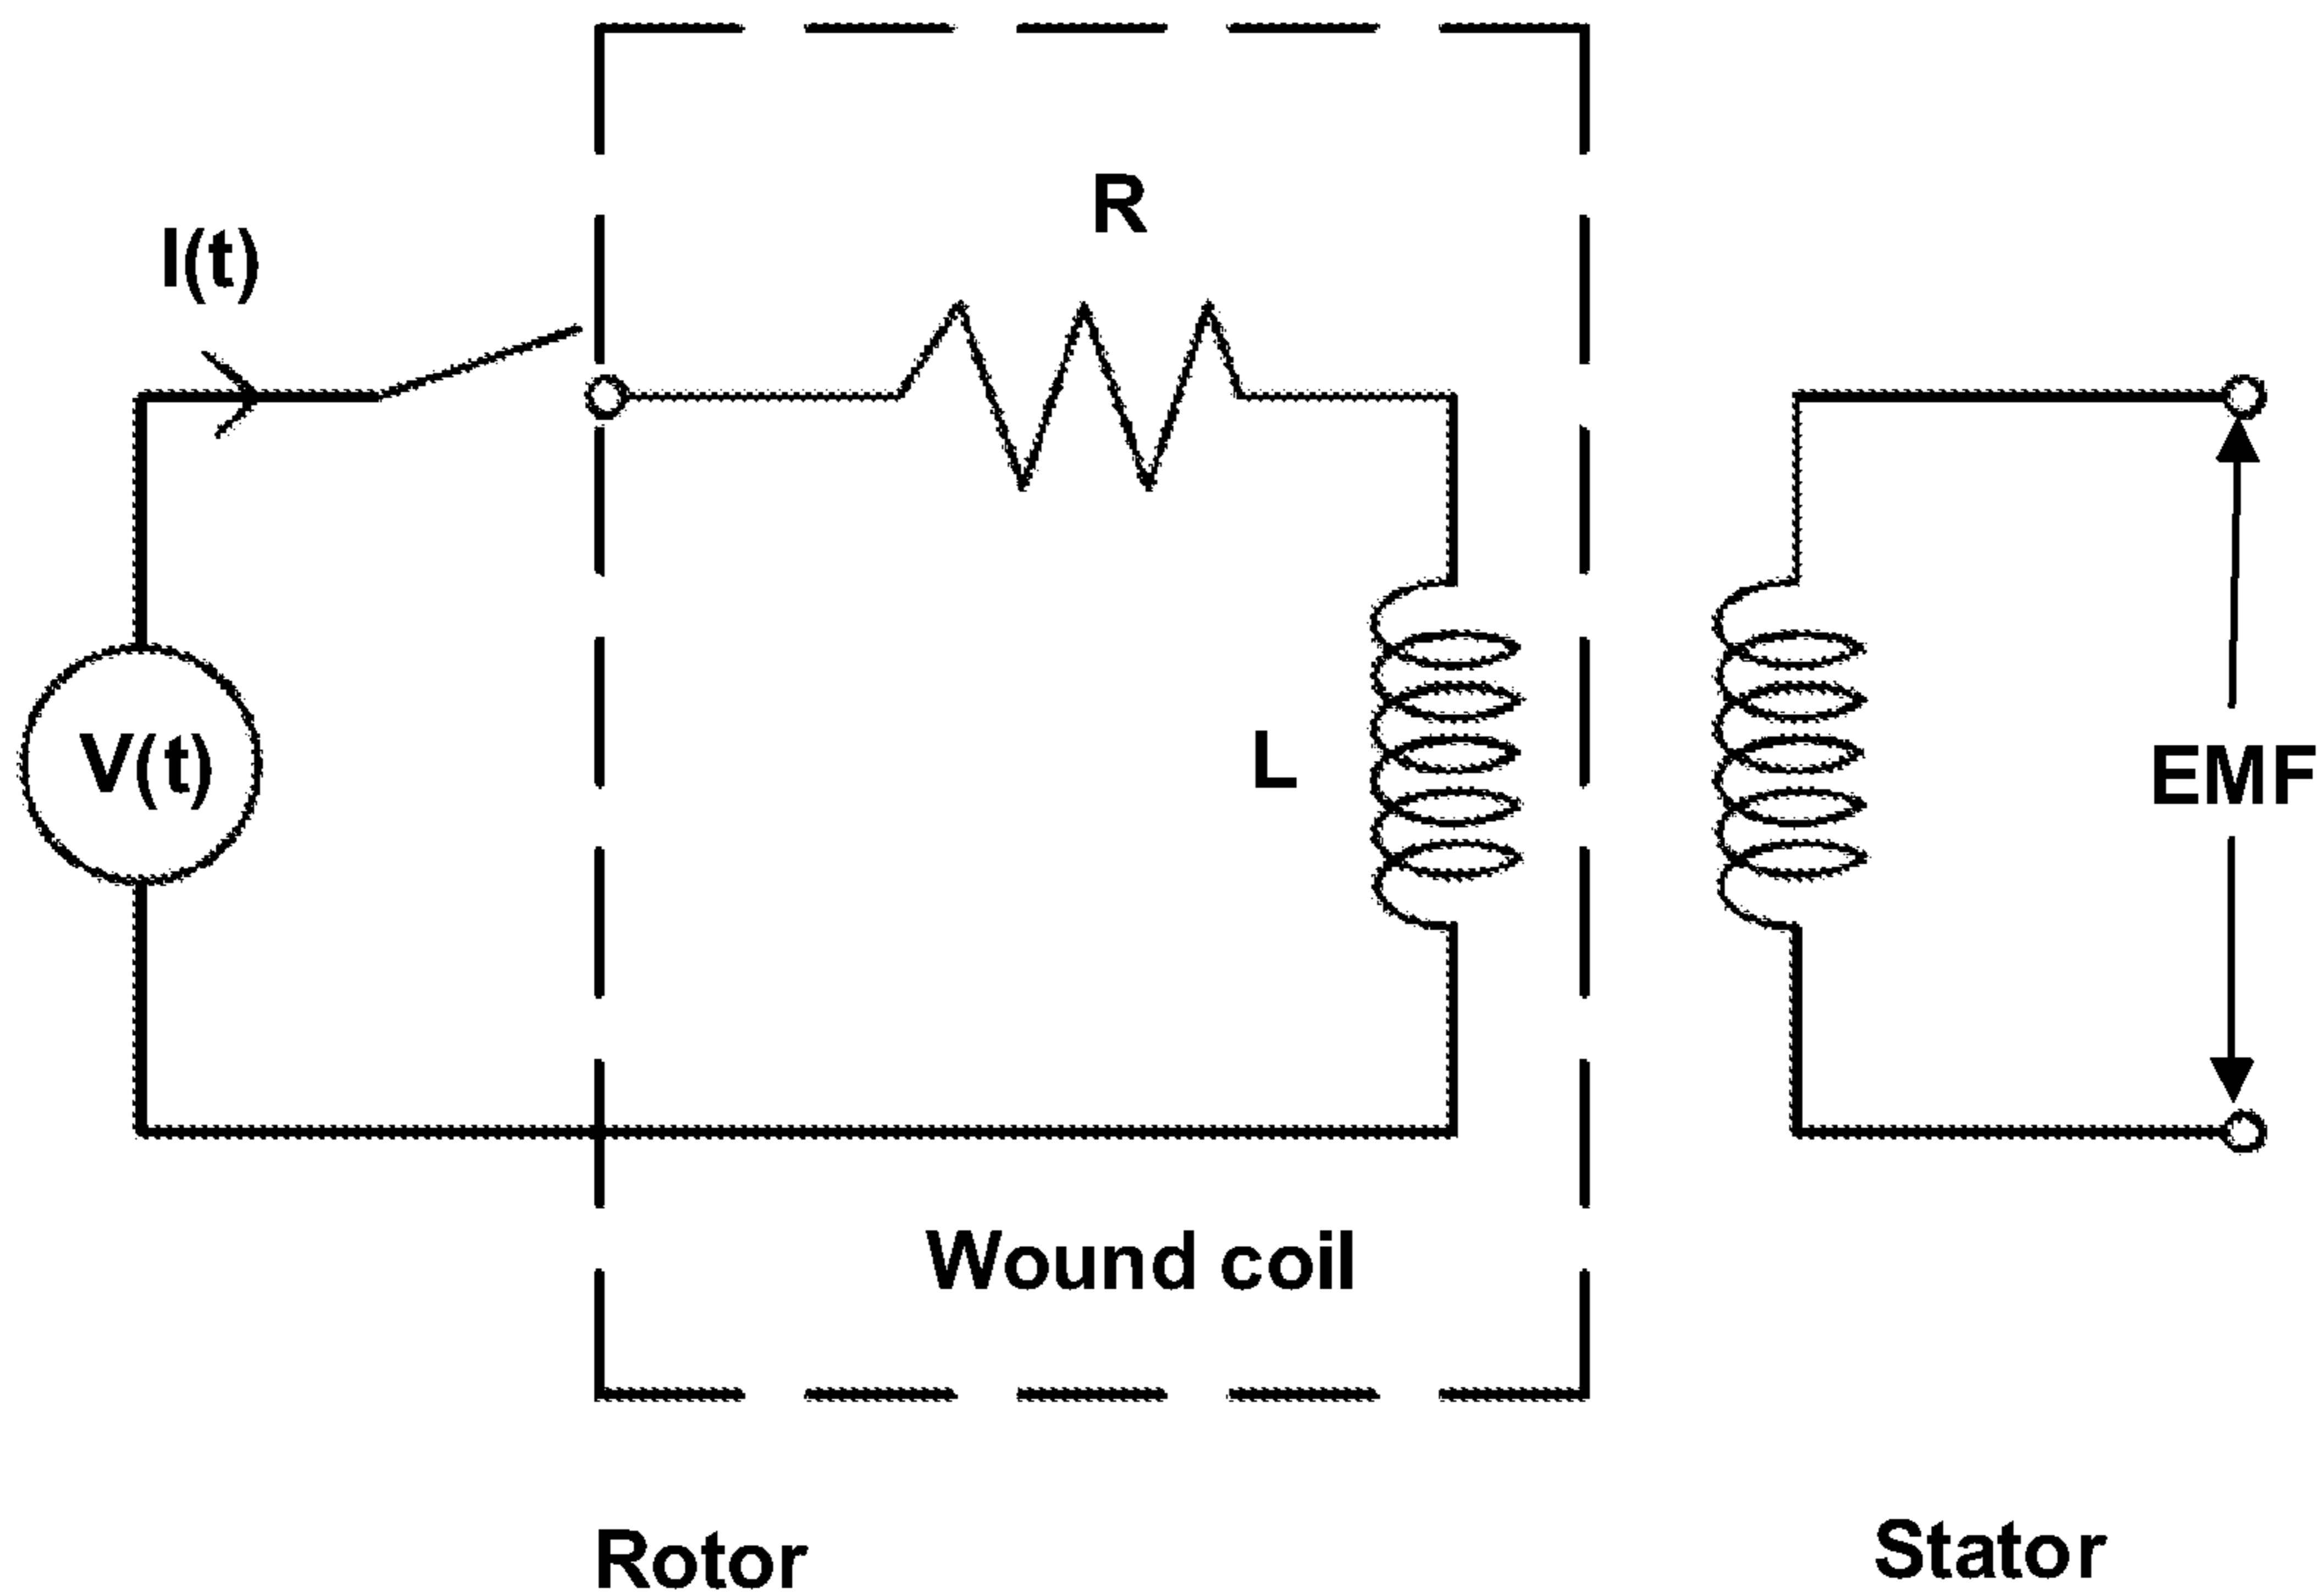 R
I(t)
V(t)
L
EMF
Wound coil
Rotor
Stator